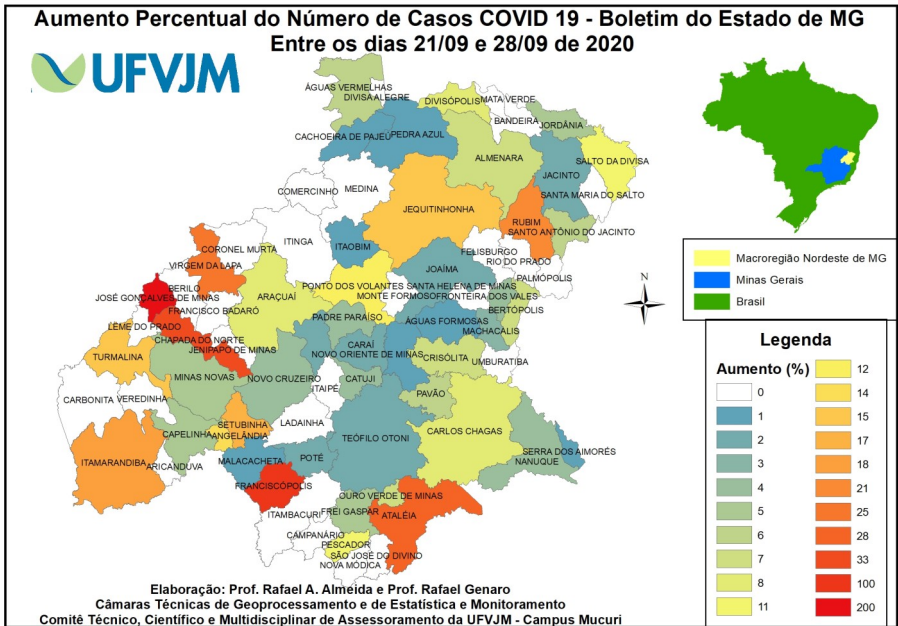 Aumento Percentual do Número de Casos COVID 19 - Boletim do Estado de MG
Entre os dias 21/09 e 28/09 de 2020
UFVJM
ÁGUAS VERMELHAS
DIVISA ALEGRE
DIVISÓPOLIS
MATA VERDE
BANDEIRA
JORDÂNIA
CACHOEIRA DE PAJEÚ
PEDRA AZUL
ALMENARA
SALTO DA DIVISA
JACINTO
SANTA MARIA DO SALTO
MEDINA
COMERCINHO
JEQUITINHONHA
RUBIM
SANTO ANTÔNIO DO JACINTO
CORONEL MURTA
ITINGA
ITAOBIM
FELISBURGO
RIO DO PRADO
VIRGEM DA LAPA
JOAÍMA
PALMÓPOLIS
BERILO
PONTO DOS VOLANTES
SANTA HELENA DE MINAS
JOSÉ GONÇALVES DE MINAS
ARAÇUAÍ
MONTE FORMOSO
FRONTEIRA DOS VALES
FRANCISCO BADARÓ
BERTÓPOLIS
PADRE PARAÍSO
ÁGUAS FORMOSAS
LEME DO PRADO
MACHACALIS
CHAPADA DO NORTE
CARAÍ
JENIPAPO DE MINAS
NOVO ORIENTE DE MINAS
TURMALINA
CRISÓLITA
UMBURATIBA
MINAS NOVAS
NOVO CRUZEIRO
CATUJI
ITAIPÉ
PAVÃO
CARBONITA
VEREDINHA
LADAINHA
SETUBINHA
CAPELINHA
ANGELÂNDIA
TEÓFILO OTONI
CARLOS CHAGAS
SERRA DOS AIMORÉS
ITAMARANDIBA
ARICANDUVA
MALACACHETA
POTÉ
NANUQUE
FRANCISCÓPOLIS
OURO VERDE DE MINAS
ITAMBACURI
FREI GASPAR
ATALÉIA
CAMPANÁRIO
PESCADOR
SÃO JOSÉ DO DIVINO
NOVA MÓDICA
N
Macroregião Nordeste de MG
Minas Gerais
Brasil
Legenda
Aumento (%)
0
1
2
3
4
5
6
7
8
11
12
14
15
17
18
21
25
28
33
100
200
Elaboração: Prof. Rafael A. Almeida e Prof. Rafael Genaro
Câmaras Técnicas de Geoprocessamento e de Estatística e Monitoramento
Comitê Técnico, Científico e Multidisciplinar de Assessoramento da UFVJM - Campus Mucuri